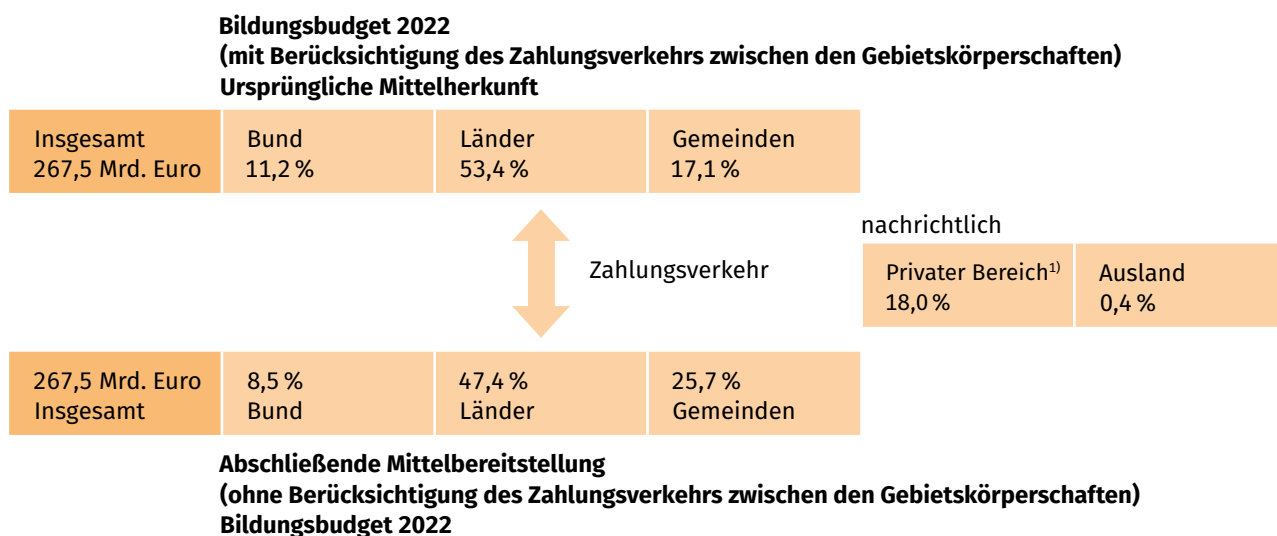 Bildungsbudget 2022
(mit Berücksichtigung des Zahlungsverkehrs zwischen den Gebietskörperschaften)
Ursprüngliche Mittelherkunft
Insgesamt
267,5 Mrd. Euro
Bund
11,2 %
Länder
53,4 %
Gemeinden
17,1 %
Zahlungsverkehr
nachrichtlich
Privater Bereich1)
18,0 %
Ausland
0,4 %
267,5 Mrd. Euro
Insgesamt
8,5 %
Bund
47,4 %
Länder
25,7 %
Gemeinden
Abschließende Mittelbereitstellung
(ohne Berücksichtigung des Zahlungsverkehrs zwischen den Gebietskörperschaften)
Bildungsbudget 2022